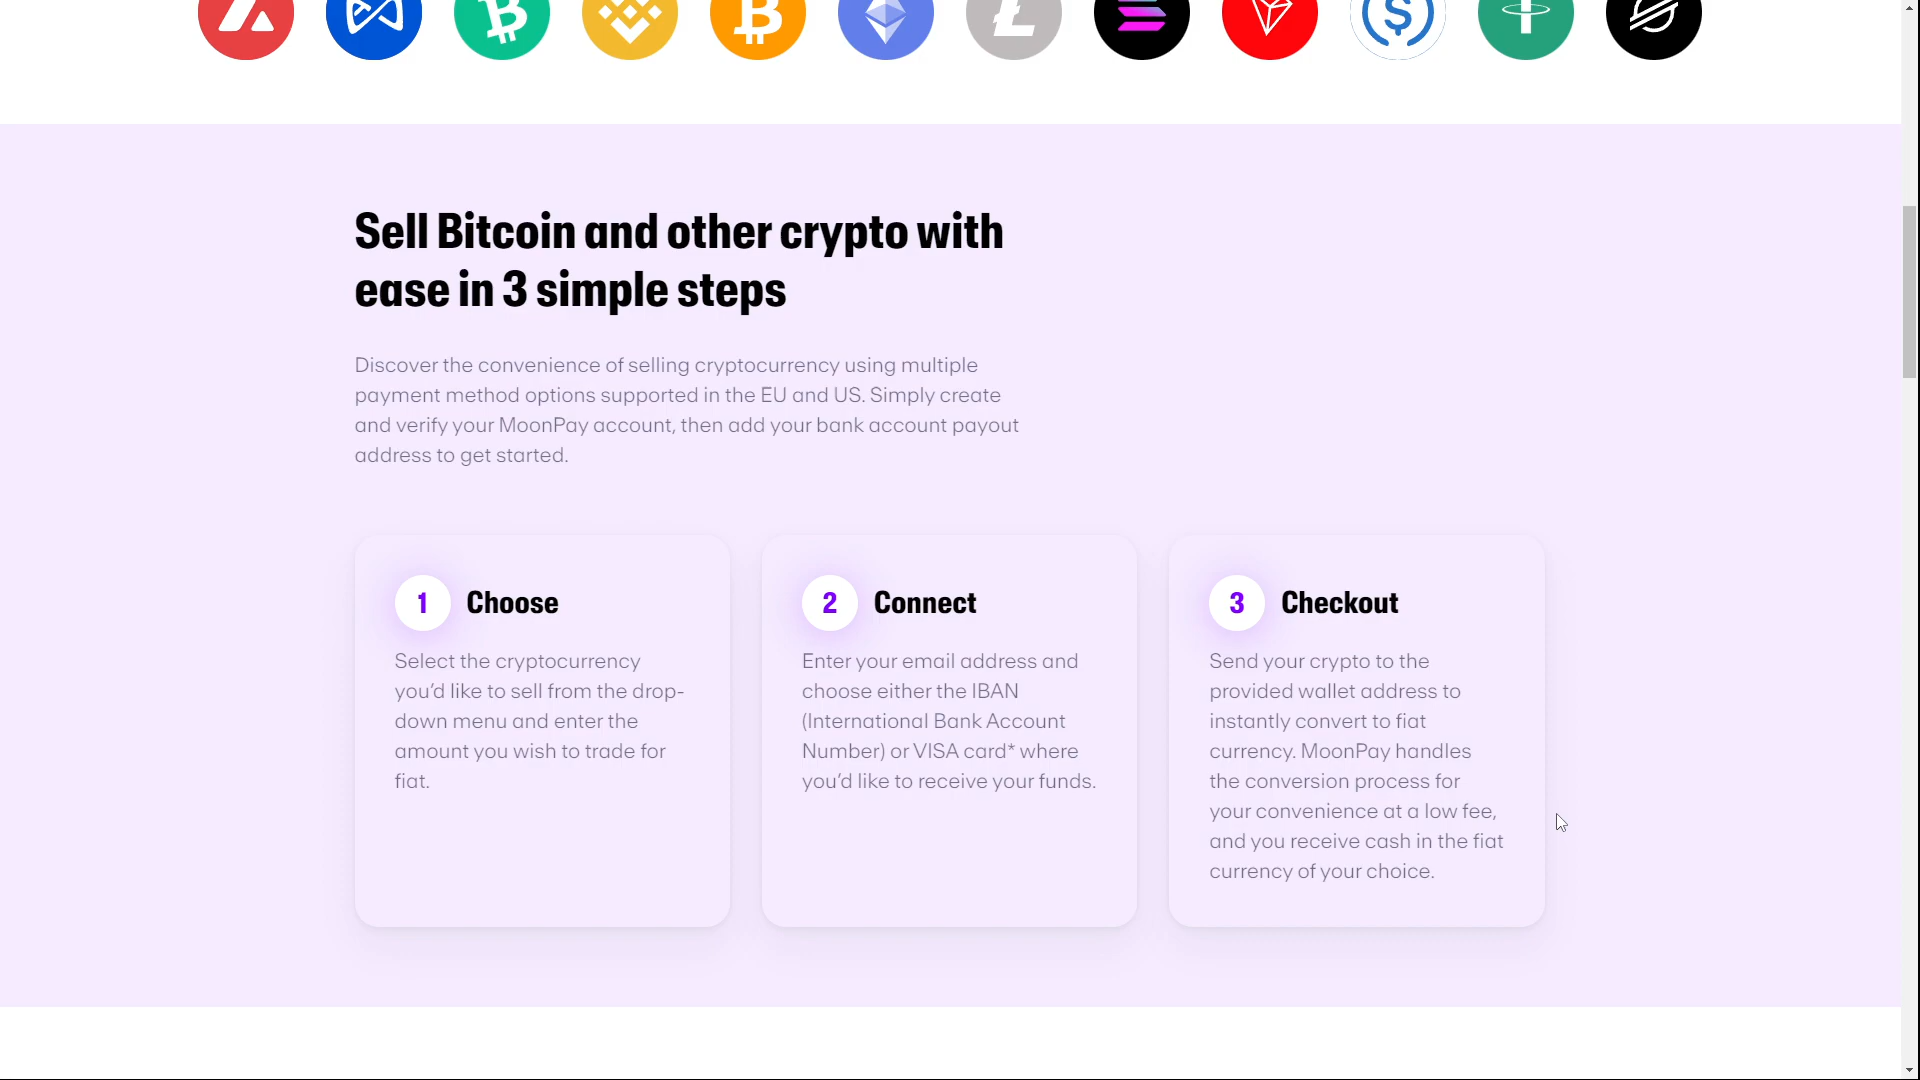 Sell Bitcoin and other crypto with
ease in 3 simple steps
Discover the convenience of selling cryptocurrency using multiple
payment method options supported in the EU and US. Simply create
and verify your MoonPay account, then add your bank account payout
address to get started.
1 Choose
Select the cryptocurrency
you’d like to sell from the drop-
down menu and enter the
amount you wish to trade for
fiat.
2 Connect
Enter your email address and
choose either the IBAN
(International Bank Account
Number) or VISA card* where
you’d like to receive your funds.
3 Checkout
Send your crypto to the
provided wallet address to
instantly convert to fiat
currency. MoonPay handles
the conversion process for
your convenience at a low fee,
and you receive cash in the fiat
currency of your choice.